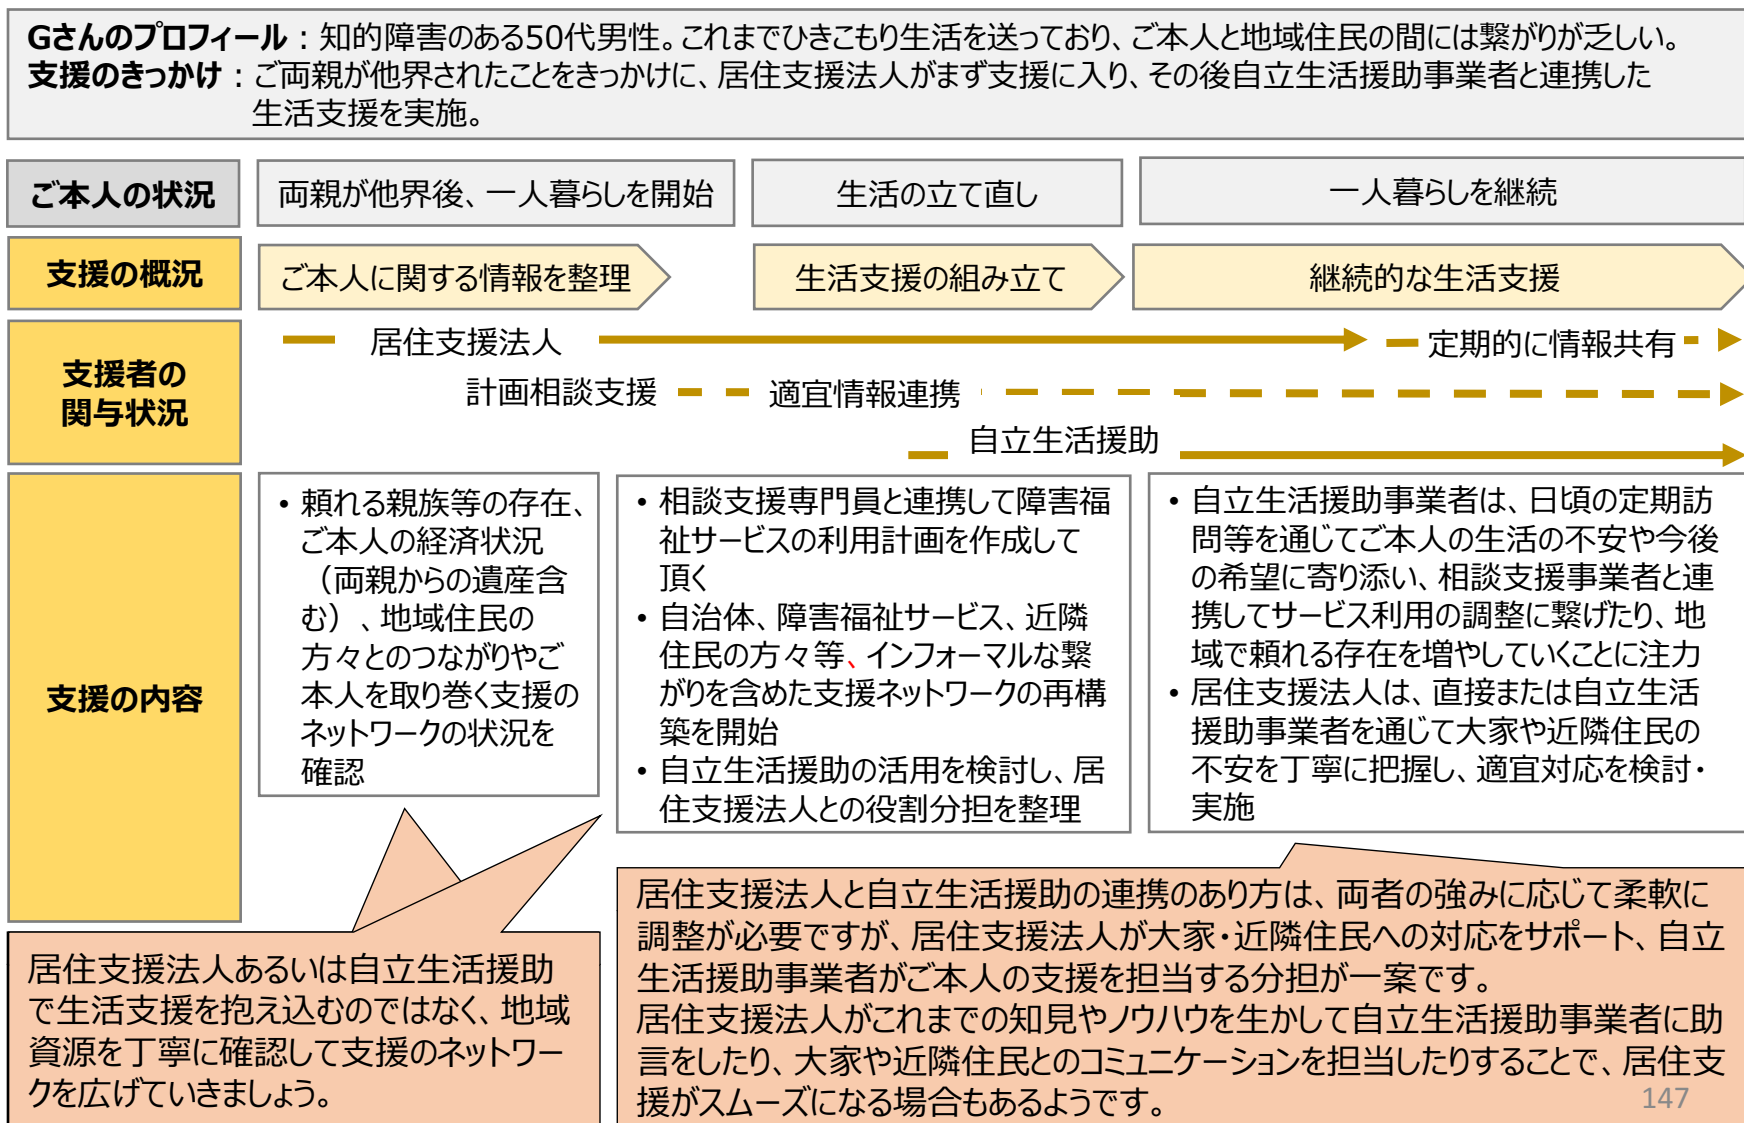 Gさんのプロフィール：知的障害のある50代男性。これまでひきこもり生活を送っており、ご本人と地域住民の間には繋がりが乏しい。
支援のきっかけ：ご両親が他界されたことをきっかけに、居住支援法人がまず支援に入り、その後自立生活援助事業者と連携した
生活支援を実施。
ご本人の状況
両親が他界後、一人暮らしを開始
生活の立て直し
一人暮らしを継続
支援の概況
ご本人に関する情報を整理
生活支援の組み立て
継続的な生活支援
支援者の
関与状況
居住支援法人
定期的に情報共有
計画相談支援
適宜情報連携
自立生活援助
支援の内容
• 頼れる親族等の存在、
ご本人の経済状況
（両親からの遺産含
む）、地域住民の
方々とのつながりやご
本人を取り巻く支援の
ネットワークの状況を
確認
• 相談支援専門員と連携して障害福
祉サービスの利用計画を作成して
頂く
• 自治体、障害福祉サービス、近隣
住民の方々等、インフォーマルな繋
がりを含めた支援ネットワークの再構
築を開始
• 自立生活援助の活用を検討し、居
住支援法人との役割分担を整理
• 自立生活援助事業者は、日頃の定期訪
問等を通じてご本人の生活の不安や今後
の希望に寄り添い、相談支援事業者と連
携してサービス利用の調整に繋げたり、地
域で頼れる存在を増やしていくことに注力
• 居住支援法人は、直接または自立生活
援助事業者を通じて大家や近隣住民の
不安を丁寧に把握し、適宜対応を検討・
実施
居住支援法人あるいは自立生活援助
で生活支援を抱え込むのではなく、地域
資源を丁寧に確認して支援のネットワー
クを広げていきましょう。
居住支援法人と自立生活援助の連携のあり方は、両者の強みに応じて柔軟に
調整が必要ですが、居住支援法人が大家・近隣住民への対応をサポート、自立
生活援助事業者がご本人の支援を担当する分担が一案です。
居住支援法人がこれまでの知見やノウハウを生かして自立生活援助事業者に助
言をしたり、大家や近隣住民とのコミュニケーションを担当したりすることで、居住支
援がスムーズになる場合もあるようです。
147